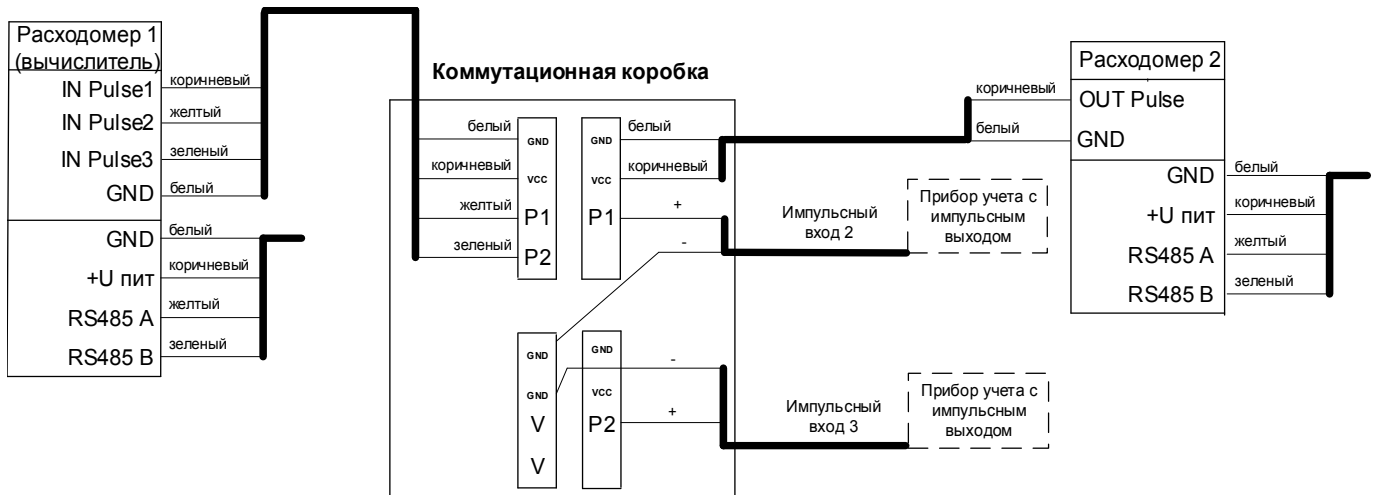 Расходомер 1
(вычислитель)
IN Pulse1
коричневый
IN Pulse2
желтый
IN Pulse3
зеленый
GND
белый
GND
белый
+U пит
коричневый
RS485 A
желтый
RS485 B
зеленый
Коммутационная коробка
белый
GND
коричневый
VCC
желтый
P1
зеленый
P2
GND
белый
VCC
коричневый
P1
+
-
GND
GND
V
V
GND
-
VCC
P2
+
Импульсный
вход 2
Прибор учета с
импульсным
выходом
Импульсный
вход 3
Прибор учета с
импульсным
выходом
Расходомер 2
коричневый
OUT Pulse
белый
GND
GND
белый
+U пит
коричневый
RS485 A
желтый
RS485 B
зеленый